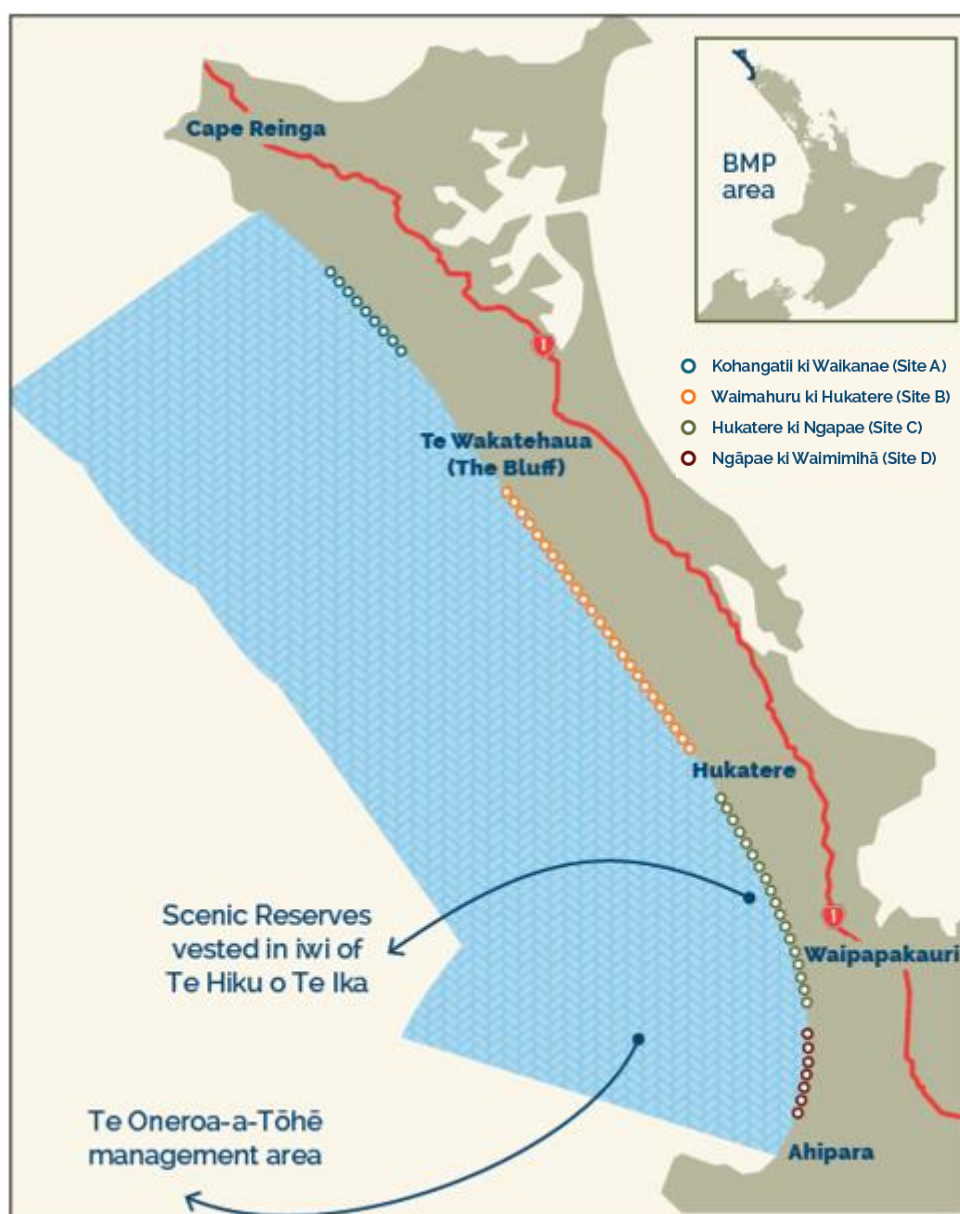 Cape Reinga
BMP
area
1
Kohangatii ki Waikanae (Site A)
Waimahuru ki Hukatere (Site B)
Hukatere ki Ngapae (Site C)
Ngāpae ki Waimimihā (Site D)
Te Wakatehaua
(The Bluff)
Hukatere
Scenic Reserves
vested in iwi of
Te Hiku o Te Ika
1
Waipapakauri
Te Oneroa-a-Tōhē
management area
Ahipara